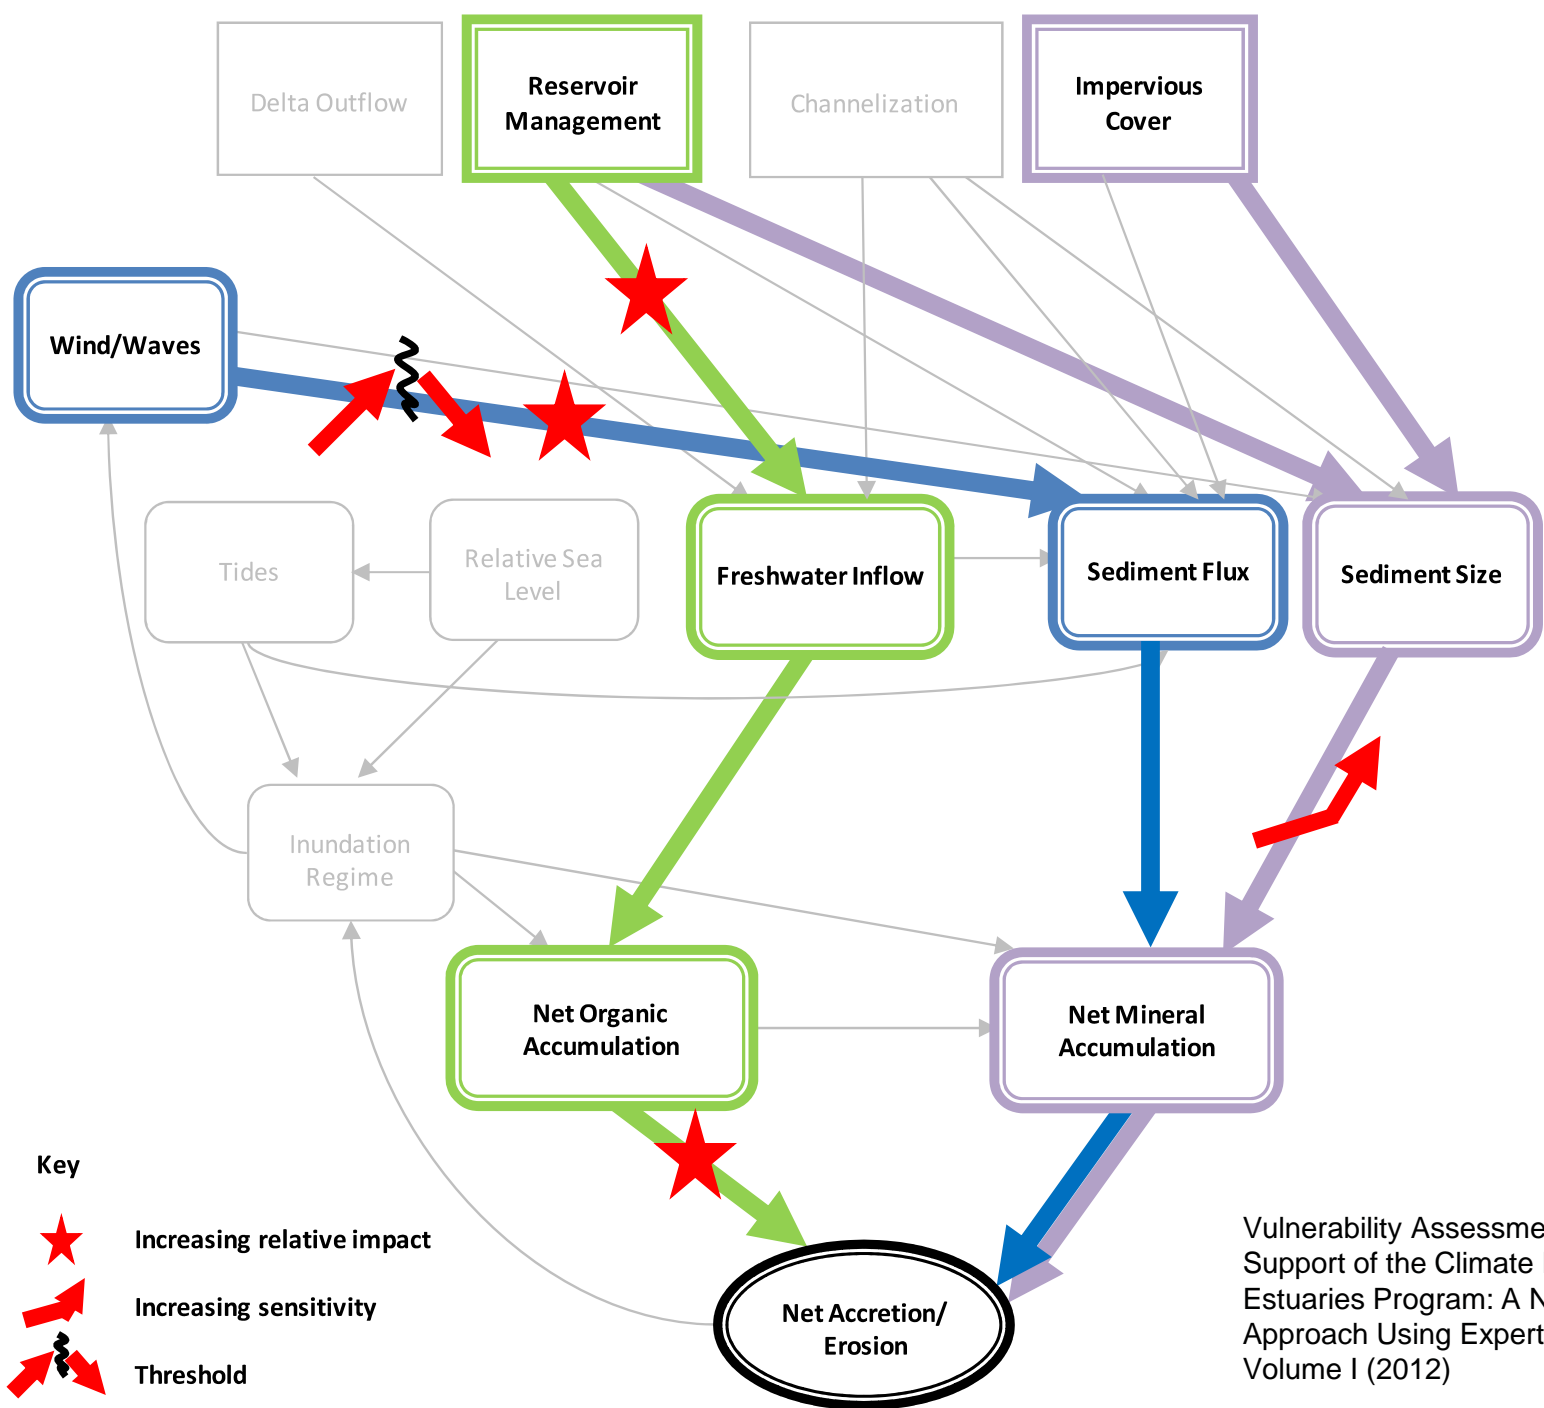 Delta Outflow
Reservoir
Management
Channelization
Impervious
Cover
Wind/Waves
Tides
Relative Sea
Level
Freshwater Inflow
Sediment Flux
Sediment Size
Inundation
Regime
Net Organic
Accumulation
Net Mineral
Accumulation
Net Accretion/
Erosion
Key
Increasing relative impact
Increasing sensitivity
Threshold
Vulnerability
Support of the Climate
Estuaries Program: A
Approach Using Expert
Volume I (2012)